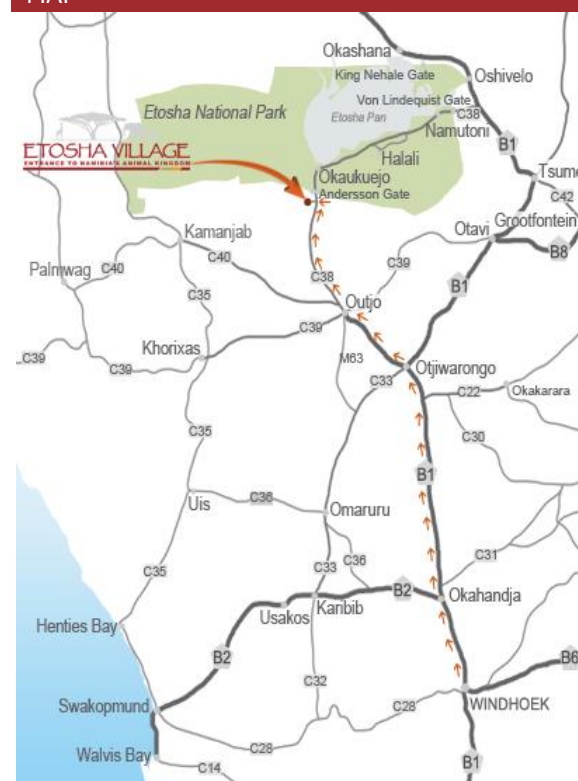 MAP
Okashana
King Nehale Gate
Oshivelo
Etosha National Park
Von Lindequist Gate
Etosha Pan
C38
Namutoni
B1
ETOSHA VILLAGE
ENTRANCE TO NAMIBIA'S ANIMAL KINGDOM
Halali
Okaukuejo
Andersson Gate
Tsume
C42
Kamanjab
Otavi
Grootfontein
B8
C40
C40
C39
Palmwag
C38
B1
C35
Outjo
C39
Khorixas
C39
C39
M63
Otjiwarongo
C33
C22
Okakarara
C35
C30
B1
Uis
C36
Omaruru
C31
C36
C33
C35
B2
Okahandja
Usakos
Karibib
Henties Bay
B2
B6
C32
WINDHOEK
Swakopmund
C28
C28
Walvis Bay
C14
B1